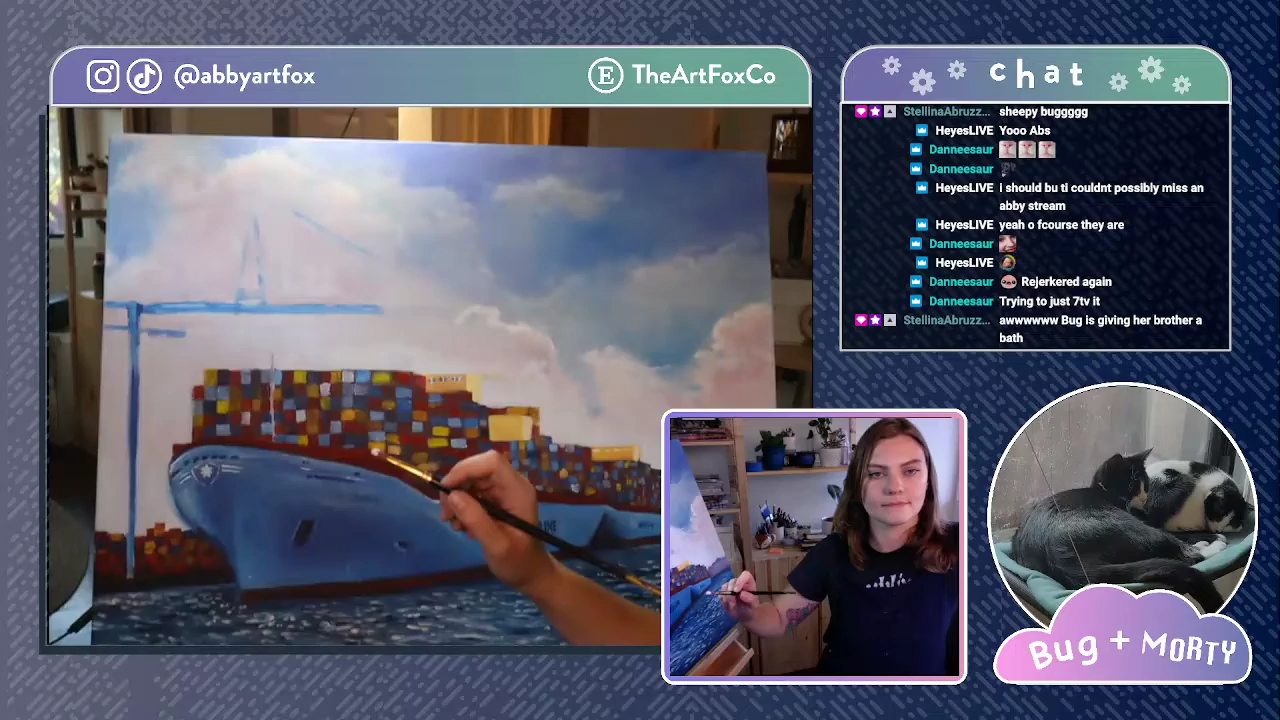 @abbyartfox
E TheArtFoxCo
chat
StellinaAbruzz... sheepy buggggg
HeyesLIVE Yooo Abs
Danneesaur
Danneesaur
HeyesLIVE i should bu ti couldnt possibly miss an
abby stream
HeyesLIVE yeah o fcourse they are
Danneesaur
HeyesLIVE
Danneesaur Rejerkered again
Danneesaur Trying to just 7tv it
StellinaAbruzz... awwwwww Bug is giving her brother a
bath
Bug + MORTY